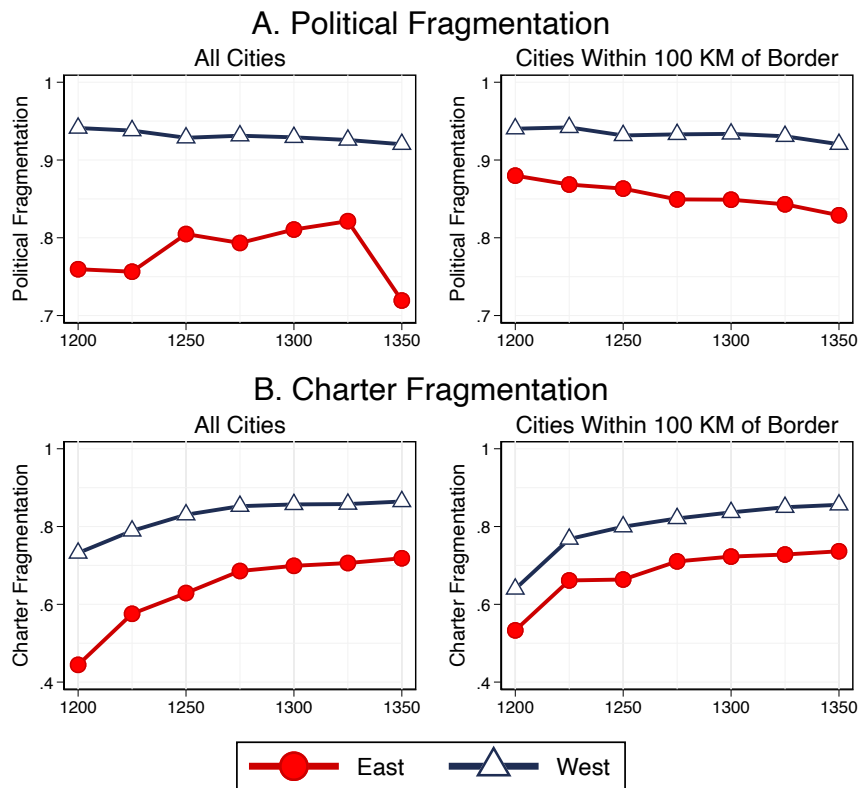 A. Political Fragmentation
All Cities
Cities Within 100 KM of Border
Political Fragmentation
1
.9
.8
.7
1200 1250 1300 1350
Political Fragmentation
1
.9
.8
.7
1200 1250 1300 1350
B. Charter Fragmentation
All Cities
Cities Within 100 KM of Border
Charter Fragmentation
1
.8
.6
.4
1200 1250 1300 1350
Charter Fragmentation
1
.8
.6
.4
1200 1250 1300 1350
East West